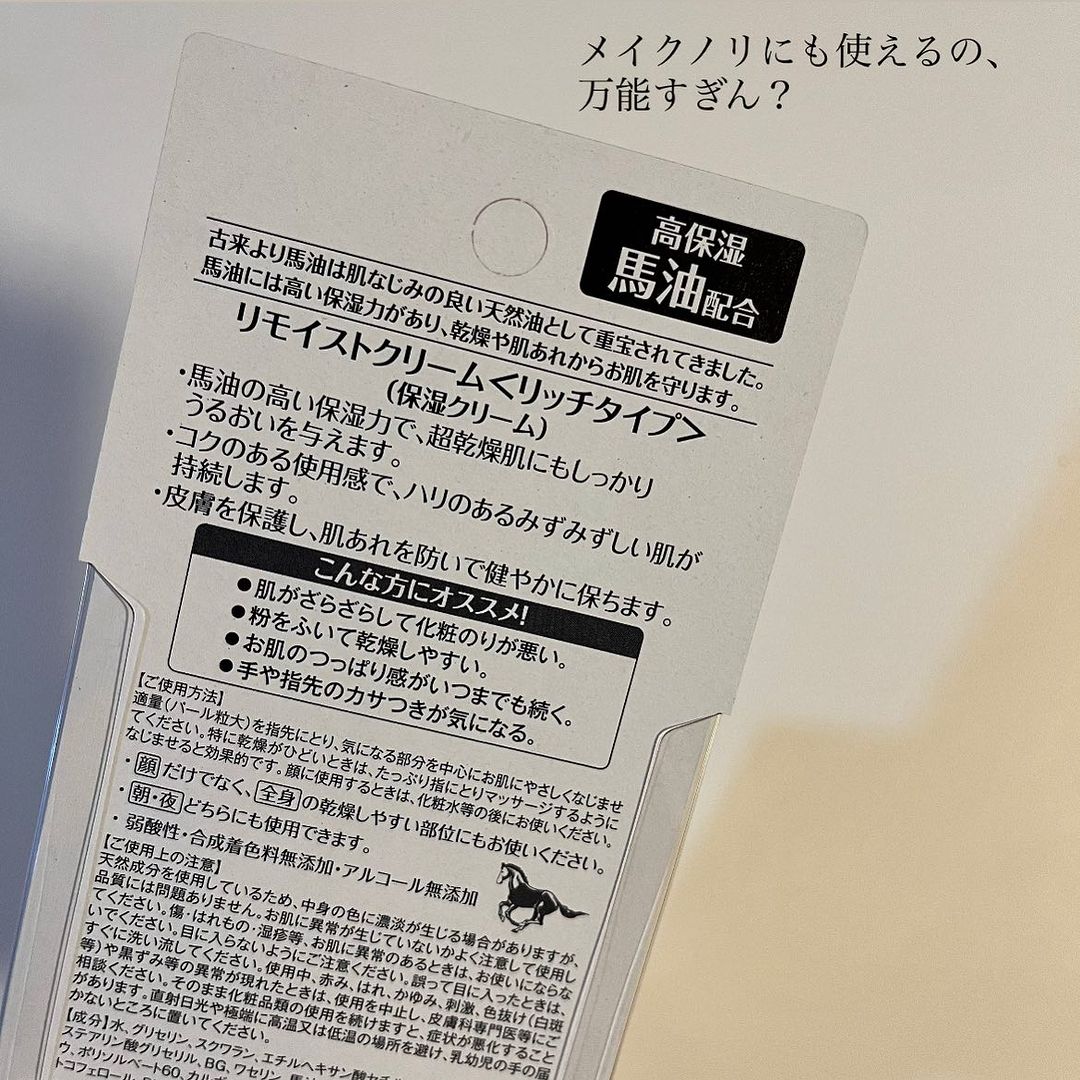 メイクノリにも使えるの、
万能すぎん？
高保湿
馬油配合
古来より馬油は肌なじみの良い天然油として重宝されてきました。
馬油には高い保湿力があり、乾燥や肌あれからお肌を守ります。
リモイストクリーム＜リッチタイプ＞
(保湿クリーム)
・馬油の高い保湿力で、超乾燥肌にもしっかり
うるおいを与えます。
・コクのある使用感で、ハリのあるみずみずしい肌が
持続します。
・皮膚を保護し、肌あれを防いで健やかに保ちます。
こんな方にオススメ!
●肌がざらざらして化粧のりが悪い。
●粉をふいて乾燥しやすい。
●お肌のつっぱり感がいつまでも続く。
●手や指先のカサつきが気になる。
【ご使用方法】
適量(パール粒大)を指先にとり、気になる部分を中心にお肌にやさしくなじませ
てください。特に乾燥がひどいときは、たっぷり指にとりマッサージするように
なじませると効果的です。顔に使用するときは、化粧水等の後にお使いください。
・顔だけでなく、全身の乾燥しやすい部位にもお使いください。
・朝・夜どちらにも使用できます。
・弱酸性・合成着色料無添加・アルコール無添加
【ご使用上の注意】
天然成分を使用しているため、中身の色に濃淡が生じる場合がありますが、
品質には問題ありません。お肌に異常が生じていないかよく注意して使用し
てください。傷・はれもの・湿疹等、お肌に異常のあるときは、お使いにならな
いでください。目に入らないようにご注意ください。誤って目に入ったときは、
すぐに洗い流してください。使用中、赤み、はれ、かゆみ、刺激、色抜け(白斑
等)や黒ずみ等の異常が現れたときは、使用を中止し、皮膚科専門医等にご
相談ください。そのまま化粧品類の使用を続けますと、症状が悪化すること
があります。直射日光や極端に高温又は低温の場所を避け、乳幼児の手の届
かないところに置いてください。
【成分】水、グリセリン、スクワラン、エチルヘキサン酸セチル
ステアリン酸グリセリル、BG、ワセリン、馬油
ウ、ポリソルベート60、カルボ
トコフェロール、